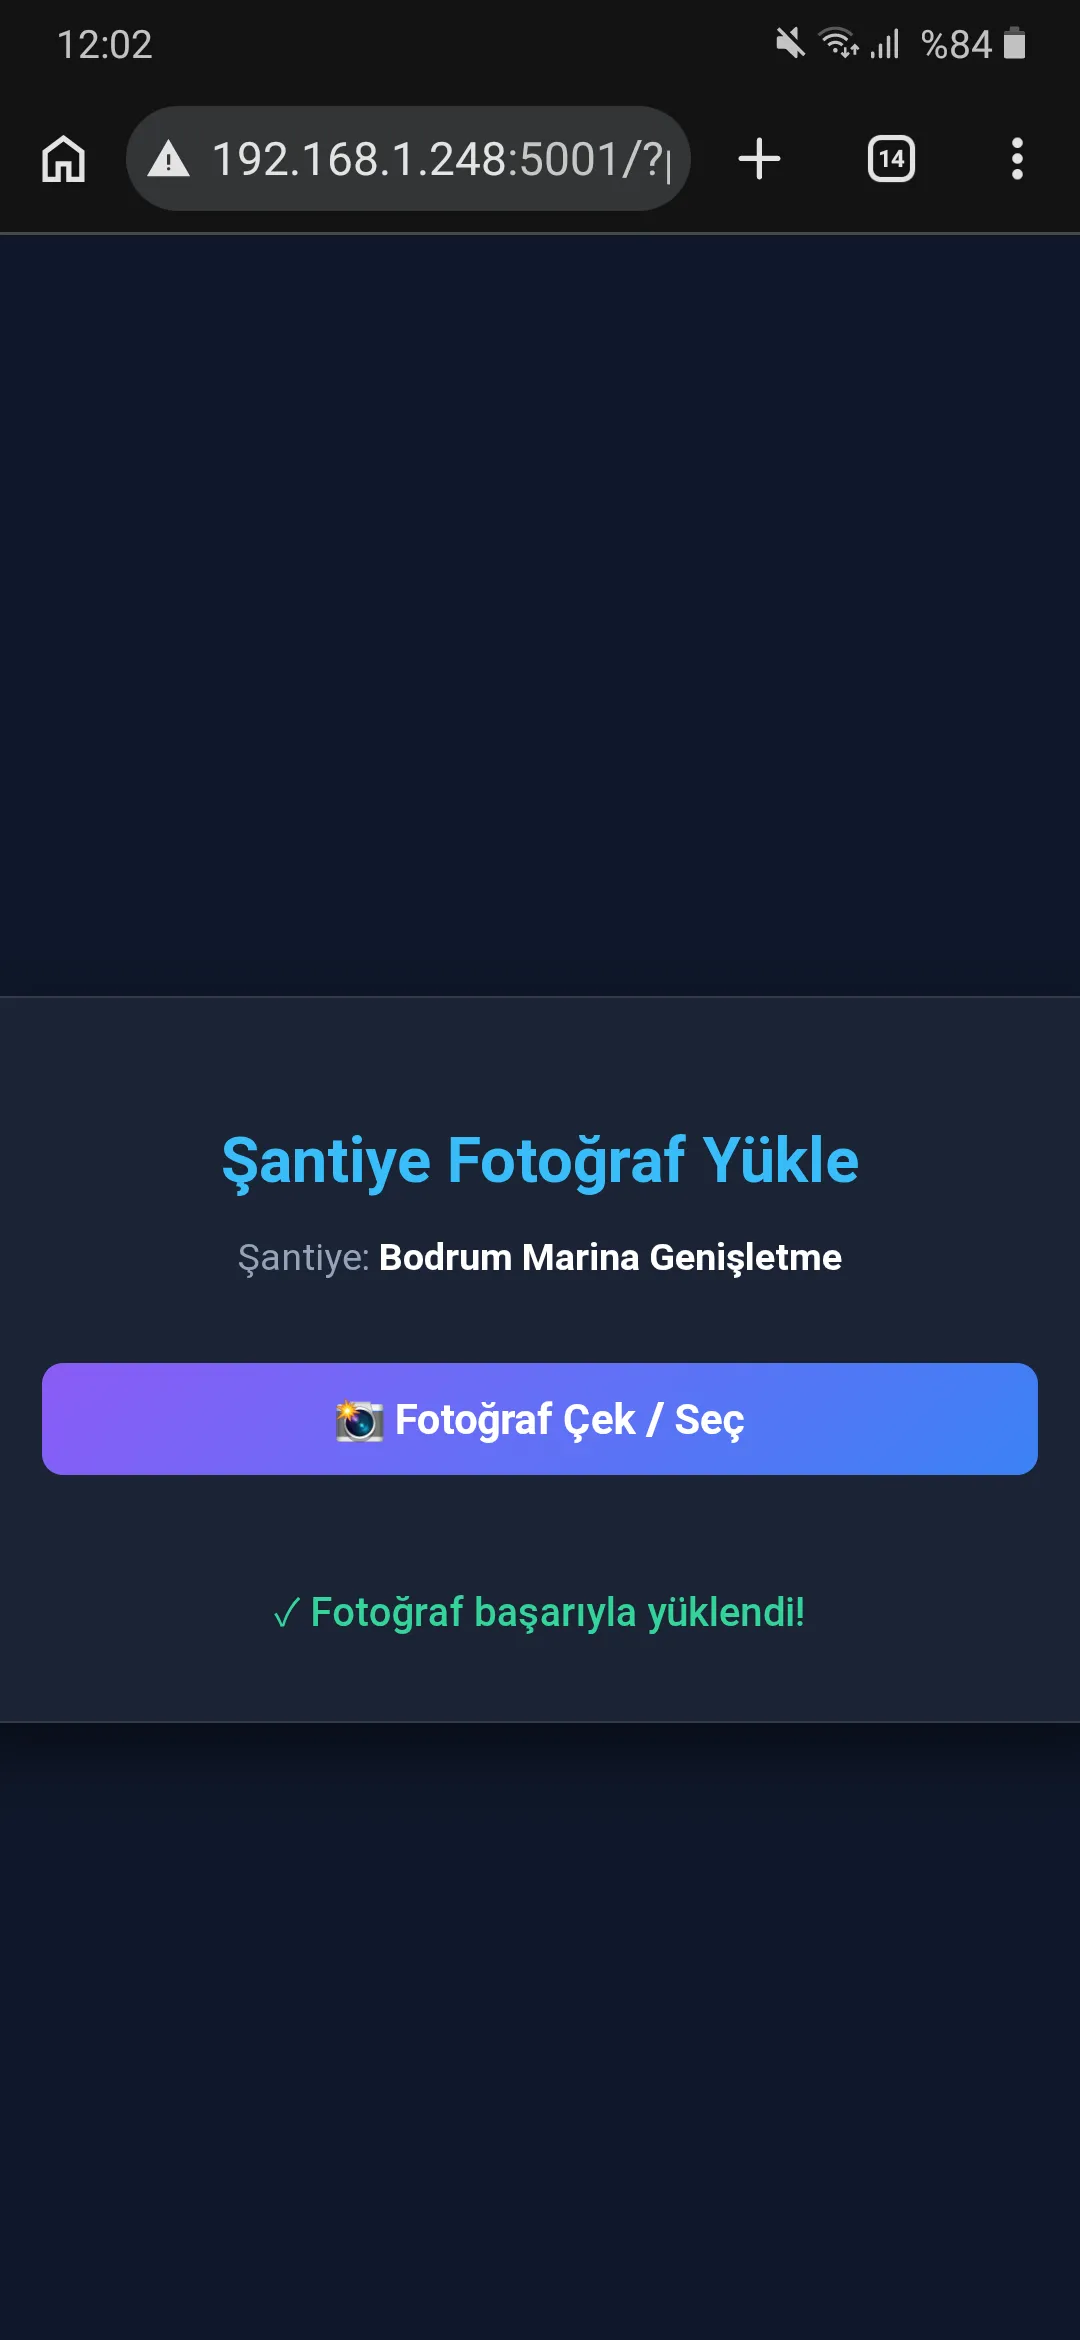 12:02 %84
192.168.1.248:5001/? 14
Şantiye Fotoğraf Yükle
Şantiye: Bodrum Marina Genişletme
📸 Fotoğraf Çek / Seç
✓ Fotoğraf başarıyla yüklendi!